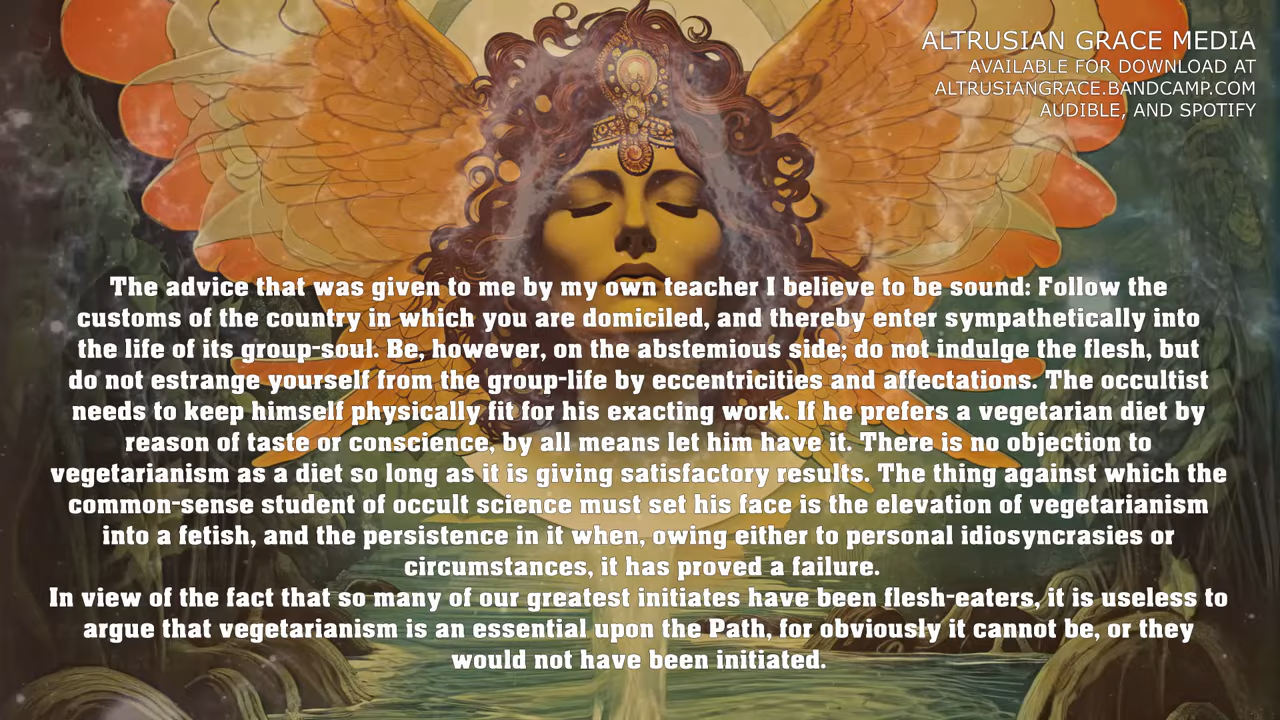 ALTRUSIAN GRACE MEDIA
AVAILABLE FOR DOWNLOAD AT
ALTRUSIANGRACE.BANDCAMP.COM
AUDIBLE, AND SPOTIFY
The advice that was given to me by my own teacher I believe to be sound: Follow the
customs of the country in which you are domiciled, and thereby enter sympathetically into
the life of its group-soul. Be, however, on the abstemious side; do not indulge the flesh, but
do not estrange yourself from the group-life by eccentricities and affectations. The occultist
needs to keep himself physically fit for his exacting work. If he prefers a vegetarian diet by
reason of taste or conscience, by all means let him have it. There is no objection to
vegetarianism as a diet so long as it is giving satisfactory results. The thing against which the
common-sense student of occult science must set his face is the elevation of vegetarianism
into a fetish, and the persistence in it when, owing either to personal idiosyncrasies or
circumstances, it has proved a failure.
In view of the fact that so many of our greatest initiates have been flesh-eaters, it is useless to
argue that vegetarianism is an essential upon the Path, for obviously it cannot be, or they
would not have been initiated.